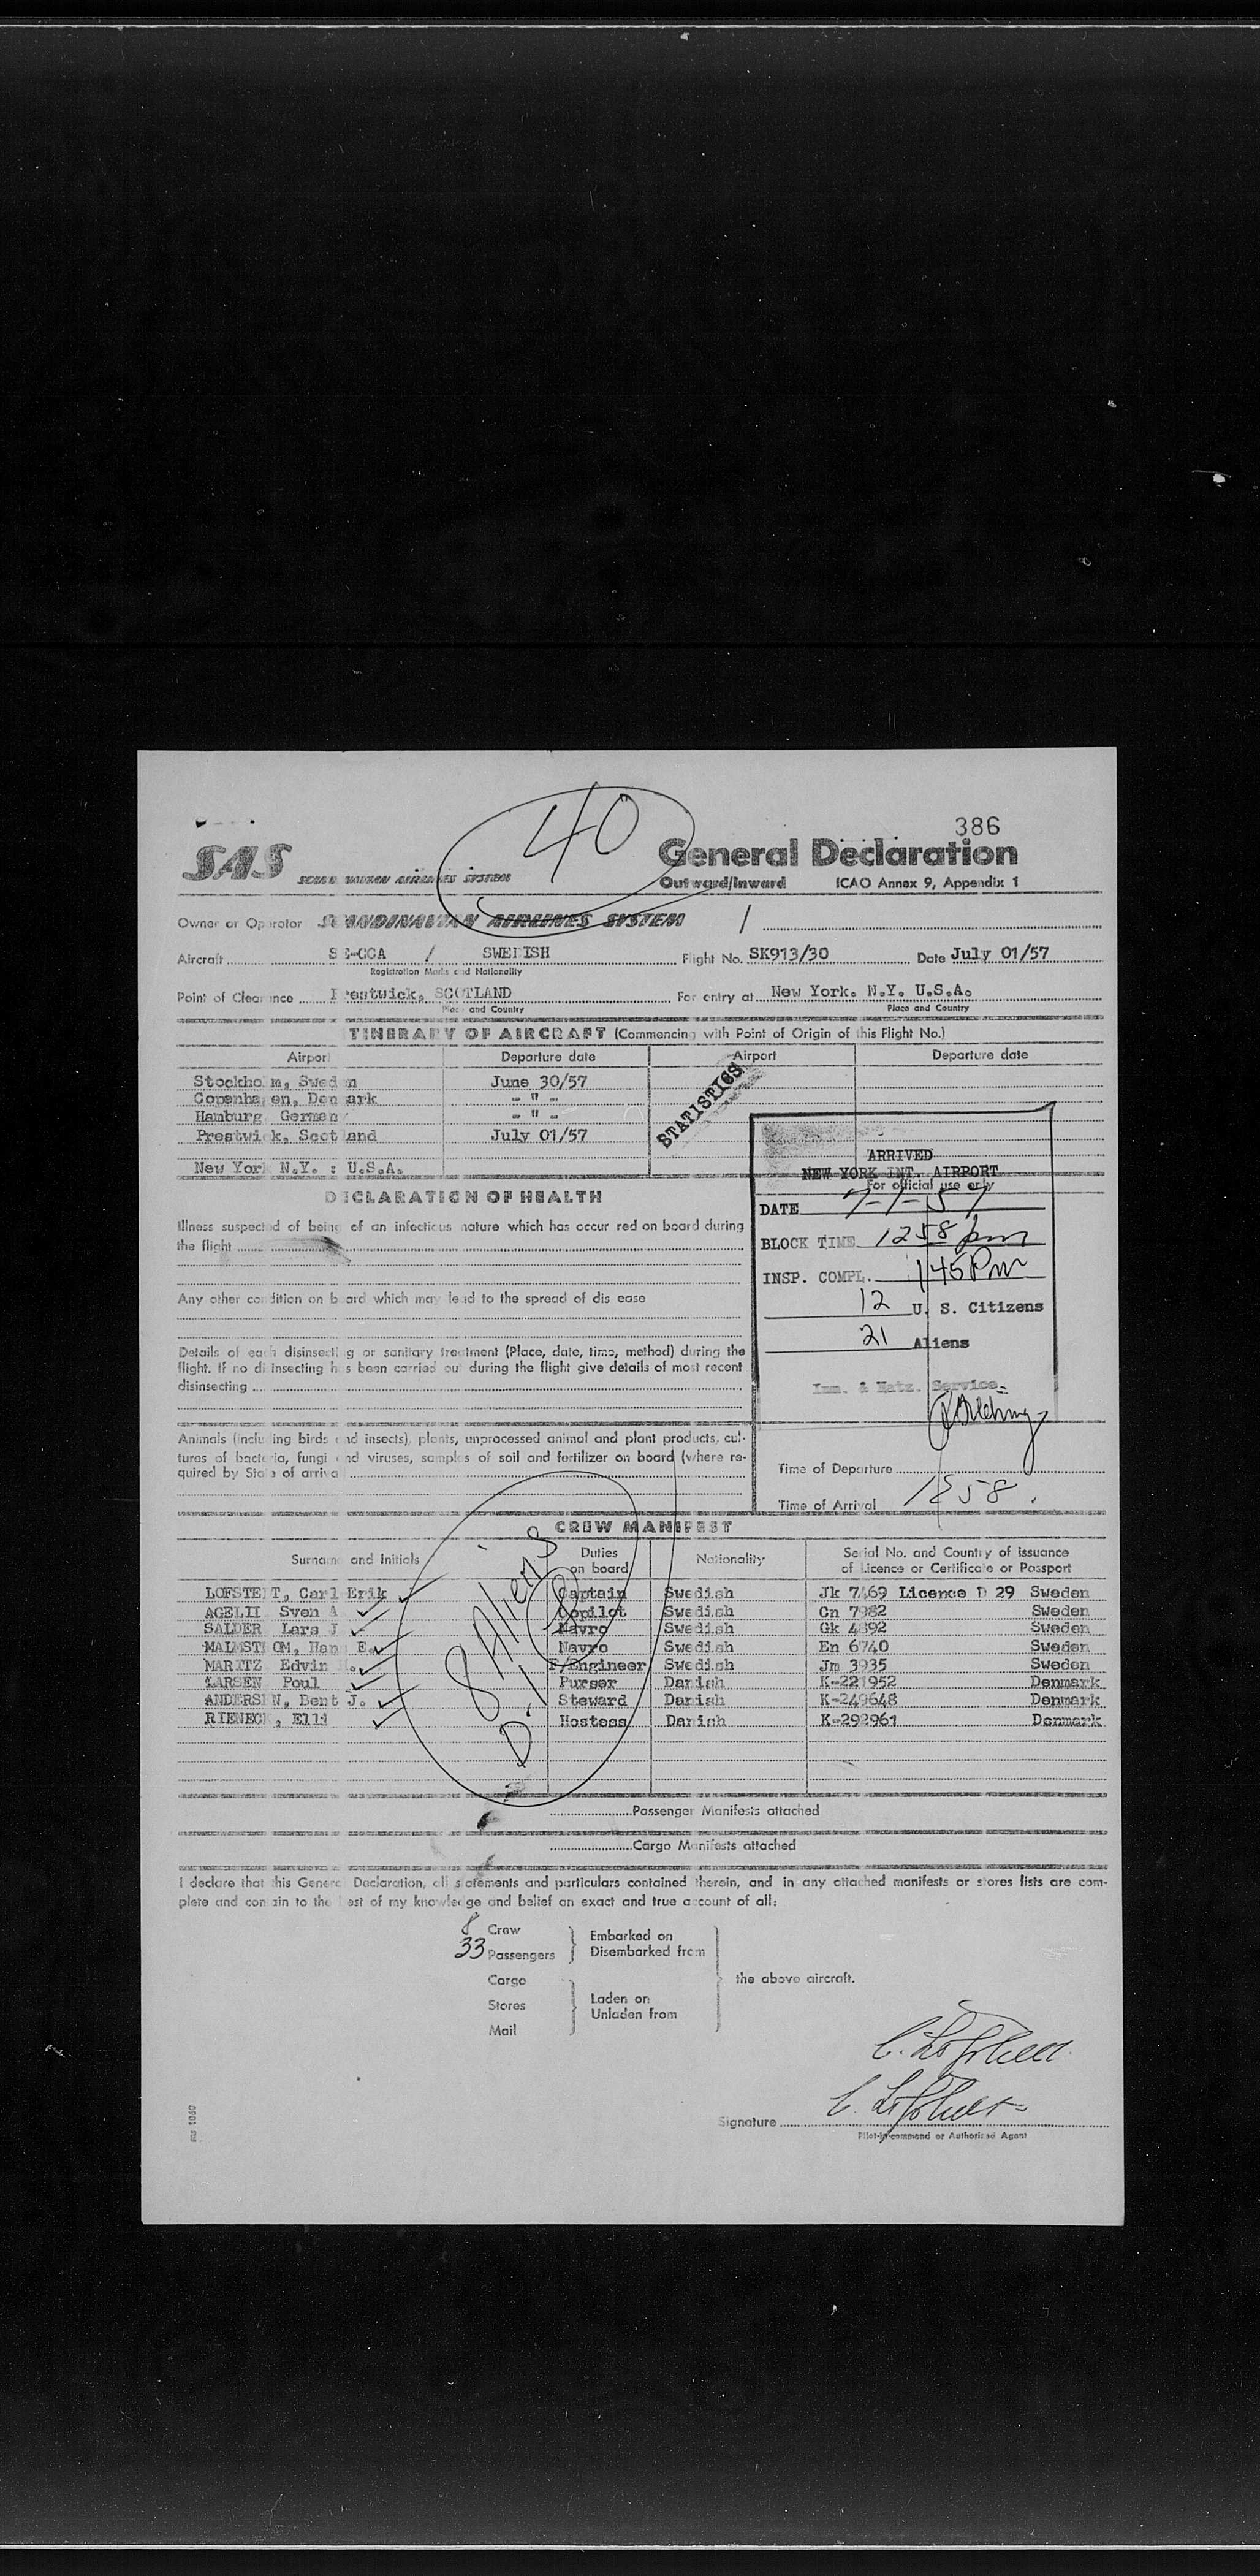 40
386
SAS
General Declaration
Outward/Inward ICAO Annex 9, Appendix 1
Owner or Operator SCANDINAVIAN AIRLINES SYSTEM /
Aircraft SE-CCA / SWEDISH Flight No. SK913/30 Date July 01/57
Registration Marks and Nationality
Point of Clearence Prestwick, SCOTLAND For entry at New York. N.Y. U.S.A.
Place and Country Place and Country
ITINERARY OF AIRCRAFT (Commencing with Point of Origin of this Flight No.)
Airport Departure date Airport Departure date
Stockholm, Sweden June 30/57
Copenhagen, Denmark - " -
Hamburg, Germany - " -
Prestwick, Scotland July 01/57
New York N.Y. : U.S.A.
STATISTICS
ARRIVED
NEW YORK INT. AIRPORT
For official use only
DATE 7-1-57
BLOCK TIME 1258 pm
INSP. COMPL. 145 Pm
12 U. S. Citizens
21 Aliens
Imm. & Natz. Service
DECLARATION OF HEALTH
Illness suspected of being of an infectious nature which has occurred on board during
the flight
Any other condition on board which may lead to the spread of disease
Details of each disinsecting or sanitary treatment (Place, date, time, method) during the
flight. If no disinsecting has been carried out during the flight give details of most recent
disinsecting
Animals (including birds and insects), plants, unprocessed animal and plant products, cul-
tures of bacteria, fungi and viruses, samples of soil and fertilizer on board (where re-
quired by State of arrival
Time of Departure
Time of Arrival 1258.
CREW MANIFEST
Surname and Initials Duties on board Nationality Serial No. and Country of issuance of Licence or Certificate or Passport
LOFSTEDT, Carl Erik Captain Swedish Jk 7469 Licence D 29 Sweden
AGELII Sven A Copilot Swedish Cn 7982 Sweden
SALDER Lars J Navro Swedish Gk 4892 Sweden
MALMSTROM, Hans E. Navro Swedish En 6740 Sweden
MARITZ Edvin F/Engineer Swedish Jm 3935 Sweden
LARSEN Poul Purser Danish K-221952 Denmark
ANDERSEN, Bent J. Steward Danish K-249648 Denmark
RIENECK, Elli Hostess Danish K-292961 Denmark
8 Aliens
D-1
Passenger Manifests attached
Cargo Manifests attached
I declare that this General Declaration, all statements and particulars contained therein, and in any attached manifests or stores lists are com-
plete and contain to the best of my knowledge and belief an exact and true account of all:
8 Crew
33 Passengers
Embarked on
Disembarked from
Cargo
Stores
Mail
Laden on
Unladen from
the above aircraft.
C. Löfstedt
C Löfstedt
Signature
Pilot-in-command or Authorized Agent
sas 1060